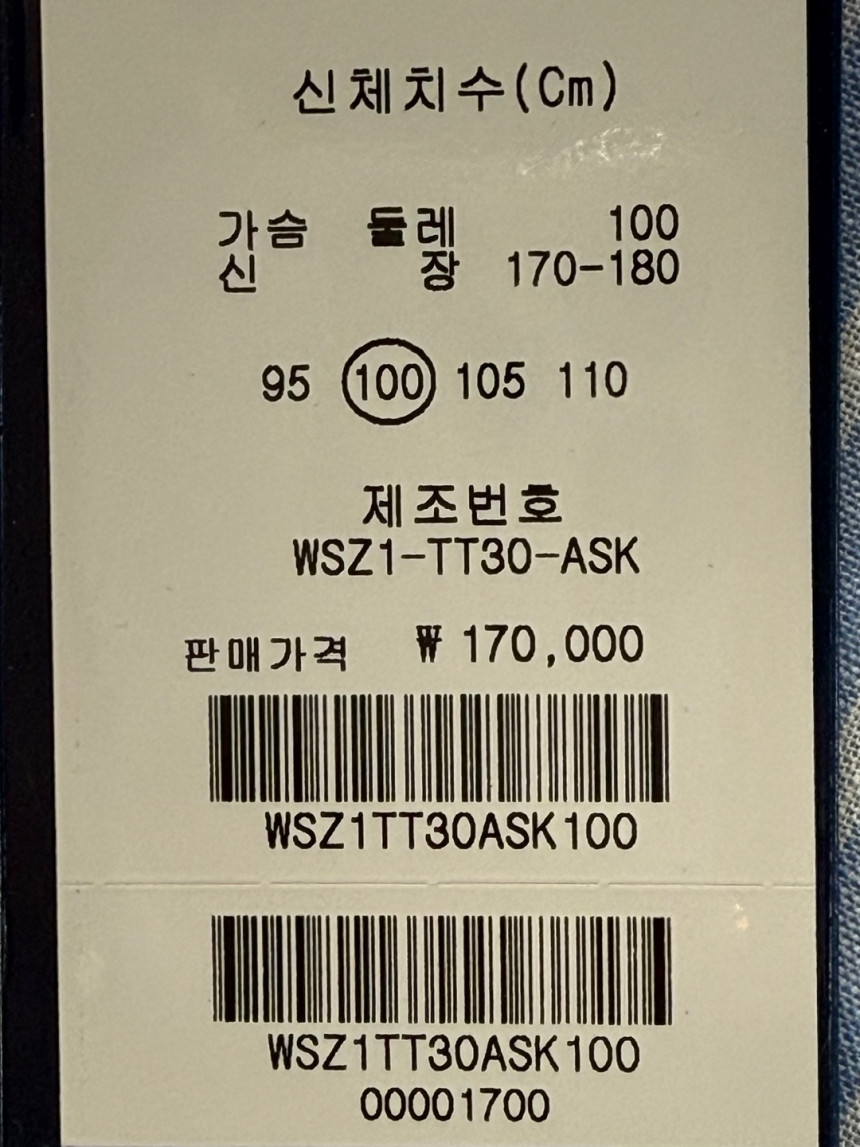 신체치수(Cm)
가슴 둘레 100
신 장 170-180
95 100 105 110
제조번호
WSZ1-TT30-ASK
판매가격 ₩ 170,000
WSZ1TT30ASK100
WSZ1TT30ASK100
00001700